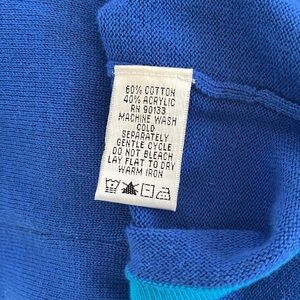 60% COTTON
40% ACRYLIC
RN 90133
MACHINE WASH
COLD
SEPARATELY
GENTLE CYCLE
DO NOT BLEACH
LAY FLAT TO DRY
WARM IRON